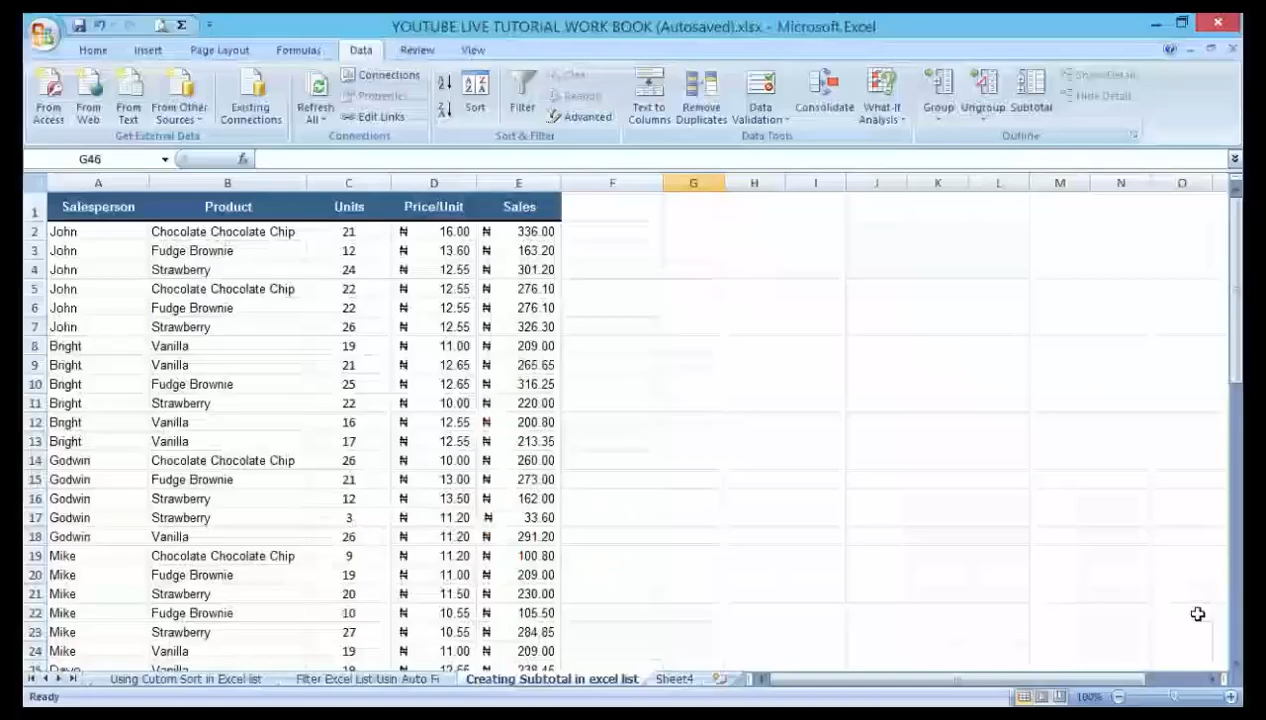 YOUTUBE LIVE TUTORIAL WORK BOOK (Autosaved).xlsx - Microsoft Excel
Home Insert Page Layout Formulas Data Review View
From Access
From Web
From Text
From Other Sources
Existing Connections
Refresh All
Connections
Properties
Edit Links
Sort
Filter
Clear
Reapply
Advanced
Text to Columns
Remove Duplicates
Data Validation
Consolidate
What-If Analysis
Group
Ungroup
Subtotal
Show Detail
Hide Detail
Get External Data Connections Sort & Filter Data Tools Outline
G46 fx
A B C D E F G H I J K L M N O
1 Salesperson Product Units Price/Unit Sales
2 John Chocolate Chocolate Chip 21 ₦ 16.00 ₦ 336.00
3 John Fudge Brownie 12 ₦ 13.60 ₦ 163.20
4 John Strawberry 24 ₦ 12.55 ₦ 301.20
5 John Chocolate Chocolate Chip 22 ₦ 12.55 ₦ 276.10
6 John Fudge Brownie 22 ₦ 12.55 ₦ 276.10
7 John Strawberry 26 ₦ 12.55 ₦ 326.30
8 Bright Vanilla 19 ₦ 11.00 ₦ 209.00
9 Bright Vanilla 21 ₦ 12.65 ₦ 265.65
10 Bright Fudge Brownie 25 ₦ 12.65 ₦ 316.25
11 Bright Strawberry 22 ₦ 10.00 ₦ 220.00
12 Bright Vanilla 16 ₦ 12.55 ₦ 200.80
13 Bright Vanilla 17 ₦ 12.55 ₦ 213.35
14 Godwin Chocolate Chocolate Chip 26 ₦ 10.00 ₦ 260.00
15 Godwin Fudge Brownie 21 ₦ 13.00 ₦ 273.00
16 Godwin Strawberry 12 ₦ 13.50 ₦ 162.00
17 Godwin Strawberry 3 ₦ 11.20 ₦ 33.60
18 Godwin Vanilla 26 ₦ 11.20 ₦ 291.20
19 Mike Chocolate Chocolate Chip 9 ₦ 11.20 ₦ 100.80
20 Mike Fudge Brownie 19 ₦ 11.00 ₦ 209.00
21 Mike Strawberry 20 ₦ 11.50 ₦ 230.00
22 Mike Fudge Brownie 10 ₦ 10.55 ₦ 105.50
23 Mike Strawberry 27 ₦ 10.55 ₦ 284.85
24 Mike Vanilla 19 ₦ 11.00 ₦ 209.00
25 Dave Vanilla 19 ₦ 12.55 ₦ 238.45
Using Cutom Sort in Excel list Filter Excel List Usin Auto Fi Creating Subtotal in excel list Sheet4
Ready 100%